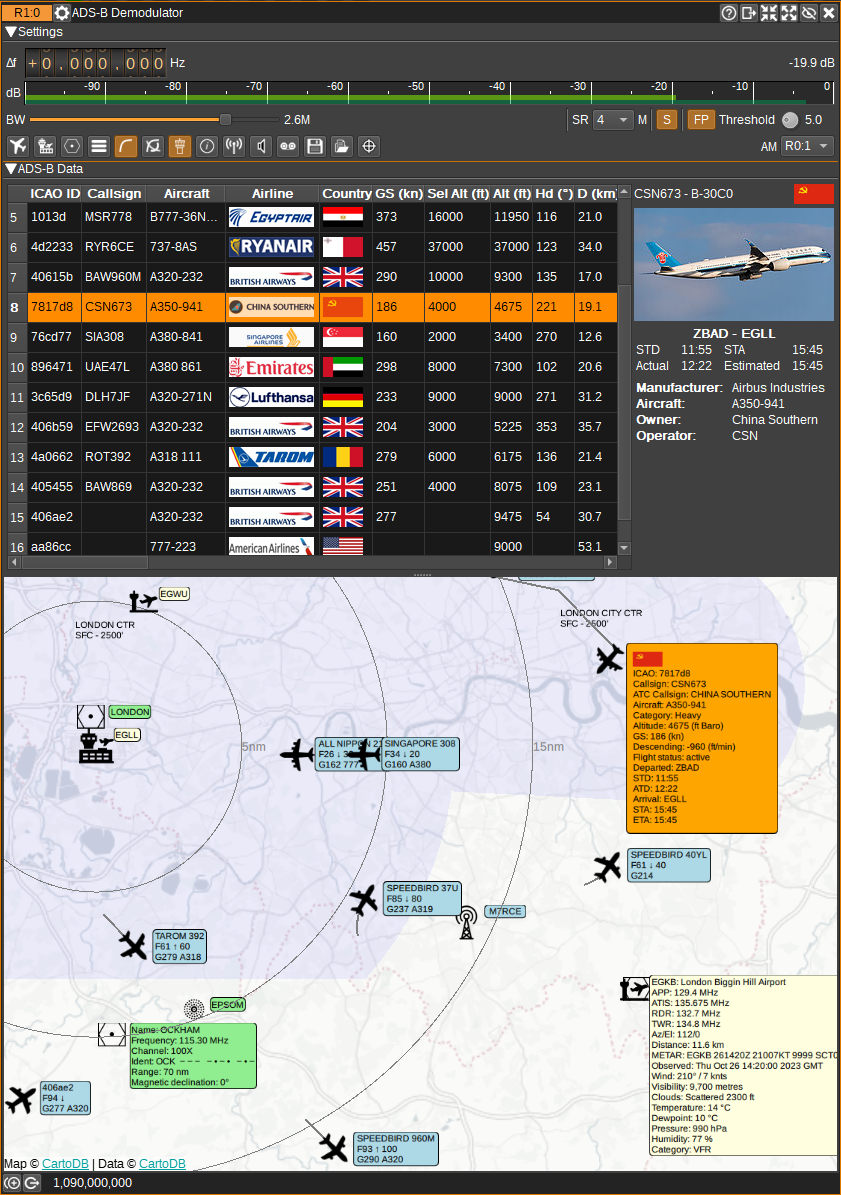 R1:0 ADS-B Demodulator
Settings
Δf +0,000,000 Hz -19.9 dB
dB -90 -80 -70 -60 -50 -40 -30 -20 -10 0
BW 2.6M SR 4 M S FP Threshold 5.0
AM R0:1
ADS-B Data
ICAO ID Callsign Aircraft Airline Country GS (kn) Sel Alt (ft) Alt (ft) Hd (°) D (km
5 1013d MSR778 B777-36N... EGYPTAIR 373 16000 11950 116 21.0
6 4d2233 RYR6CE 737-8AS RYANAIR 457 37000 37000 123 34.0
7 40615b BAW960M A320-232 BRITISH AIRWAYS 290 10000 9300 135 17.0
8 7817d8 CSN673 A350-941 CHINA SOUTHERN 186 4000 4675 221 19.1
9 76cd77 SIA308 A380-841 SINGAPORE AIRLINES 160 2000 3400 270 12.6
10 896471 UAE47L A380 861 Emirates 298 8000 7300 102 20.6
11 3c65d9 DLH7JF A320-271N Lufthansa 233 9000 9000 271 31.2
12 406b59 EFW2693 A320-232 BRITISH AIRWAYS 204 3000 5225 353 35.7
13 4a0662 ROT392 A318 111 TAROM 279 6000 6175 136 21.4
14 405455 BAW869 A320-232 BRITISH AIRWAYS 251 4000 8075 109 23.1
15 406ae2 A320-232 BRITISH AIRWAYS 277 9475 54 30.7
16 aa86cc 777-223 American Airlines 9000 53.1
CSN673 - B-30C0
ZBAD - EGLL
STD 11:55 STA 15:45
Actual 12:22 Estimated 15:45
Manufacturer: Airbus Industries
Aircraft: A350-941
Owner: China Southern
Operator: CSN
EGWU
LONDON CTR
SFC - 2500'
LONDON CITY CTR
SFC - 2500'
ICAO: 7817d8
Callsign: CSN673
ATC Callsign: CHINA SOUTHERN
Aircraft: A350-941
Category: Heavy
Altitude: 4675 (ft Baro)
GS: 186 (kn)
Descending: -960 (ft/min)
Flight status: active
Departed: ZBAD
STD: 11:55
ATD: 12:22
Arrival: EGLL
STA: 15:45
ETA: 15:45
LONDON
EGLL
5nm
15nm
ALL NIPPON 21
F26 ↓
G162 777
SINGAPORE 308
F34 ↓ 20
G160 A380
SPEEDBIRD 40YL
F61 ↓ 40
G214
SPEEDBIRD 37U
F85 ↓ 80
G237 A319
M7RCE
TAROM 392
F61 ↑ 60
G279 A318
EPSOM
Name: OCKHAM
Frequency: 115.30 MHz
Channel: 100X
Ident: OCK − − − − • − • − • −
Range: 70 nm
Magnetic declination: 0°
EGKB: London Biggin Hill Airport
APP: 129.4 MHz
ATIS: 135.675 MHz
RDR: 132.7 MHz
TWR: 134.8 MHz
Az/El: 112/0
Distance: 11.6 km
METAR: EGKB 261420Z 21007KT 9999 SCT0
Observed: Thu Oct 26 14:20:00 2023 GMT
Wind: 210° / 7 knts
Visibility: 9,700 metres
Clouds: Scattered 2300 ft
Temperature: 14 °C
Dewpoint: 10 °C
Pressure: 990 hPa
Humidity: 77 %
Category: VFR
406ae2
F94 ↓
G277 A320
SPEEDBIRD 960M
F93 ↑ 100
G290 A320
Map © CartoDB | Data © CartoDB
1,090,000,000